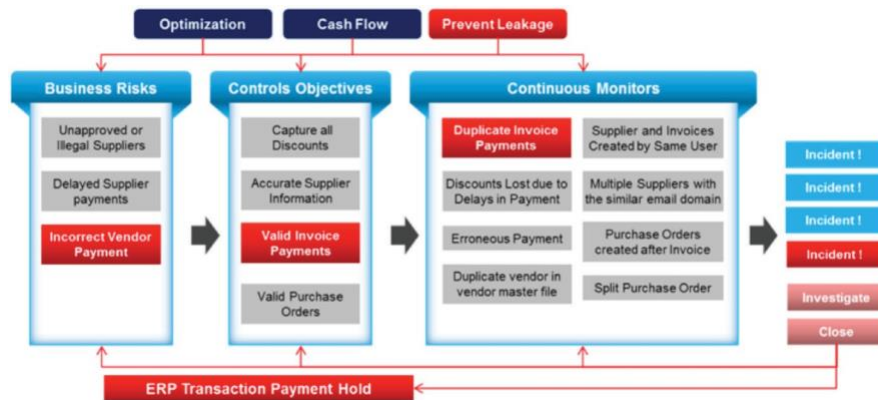 Optimization
Cash Flow
Prevent Leakage
Business Risks
Unapproved or
Illegal Suppliers
Delayed Supplier
payments
Incorrect Vendor
Payment
Controls Objectives
Capture all
Discounts
Accurate Supplier
Information
Valid Invoice
Payments
Valid Purchase
Orders
Continuous Monitors
Duplicate Invoice
Payments
Discounts Lost due to
Delays in Payment
Erroneous Payment
Duplicate vendor in
vendor master file
Supplier and Invoices
Created by Same User
Multiple Suppliers with
the similar email domain
Purchase Orders
created after Invoice
Split Purchase Order
Incident !
Incident !
Incident !
Incident !
Investigate
Close
ERP Transaction Payment Hold